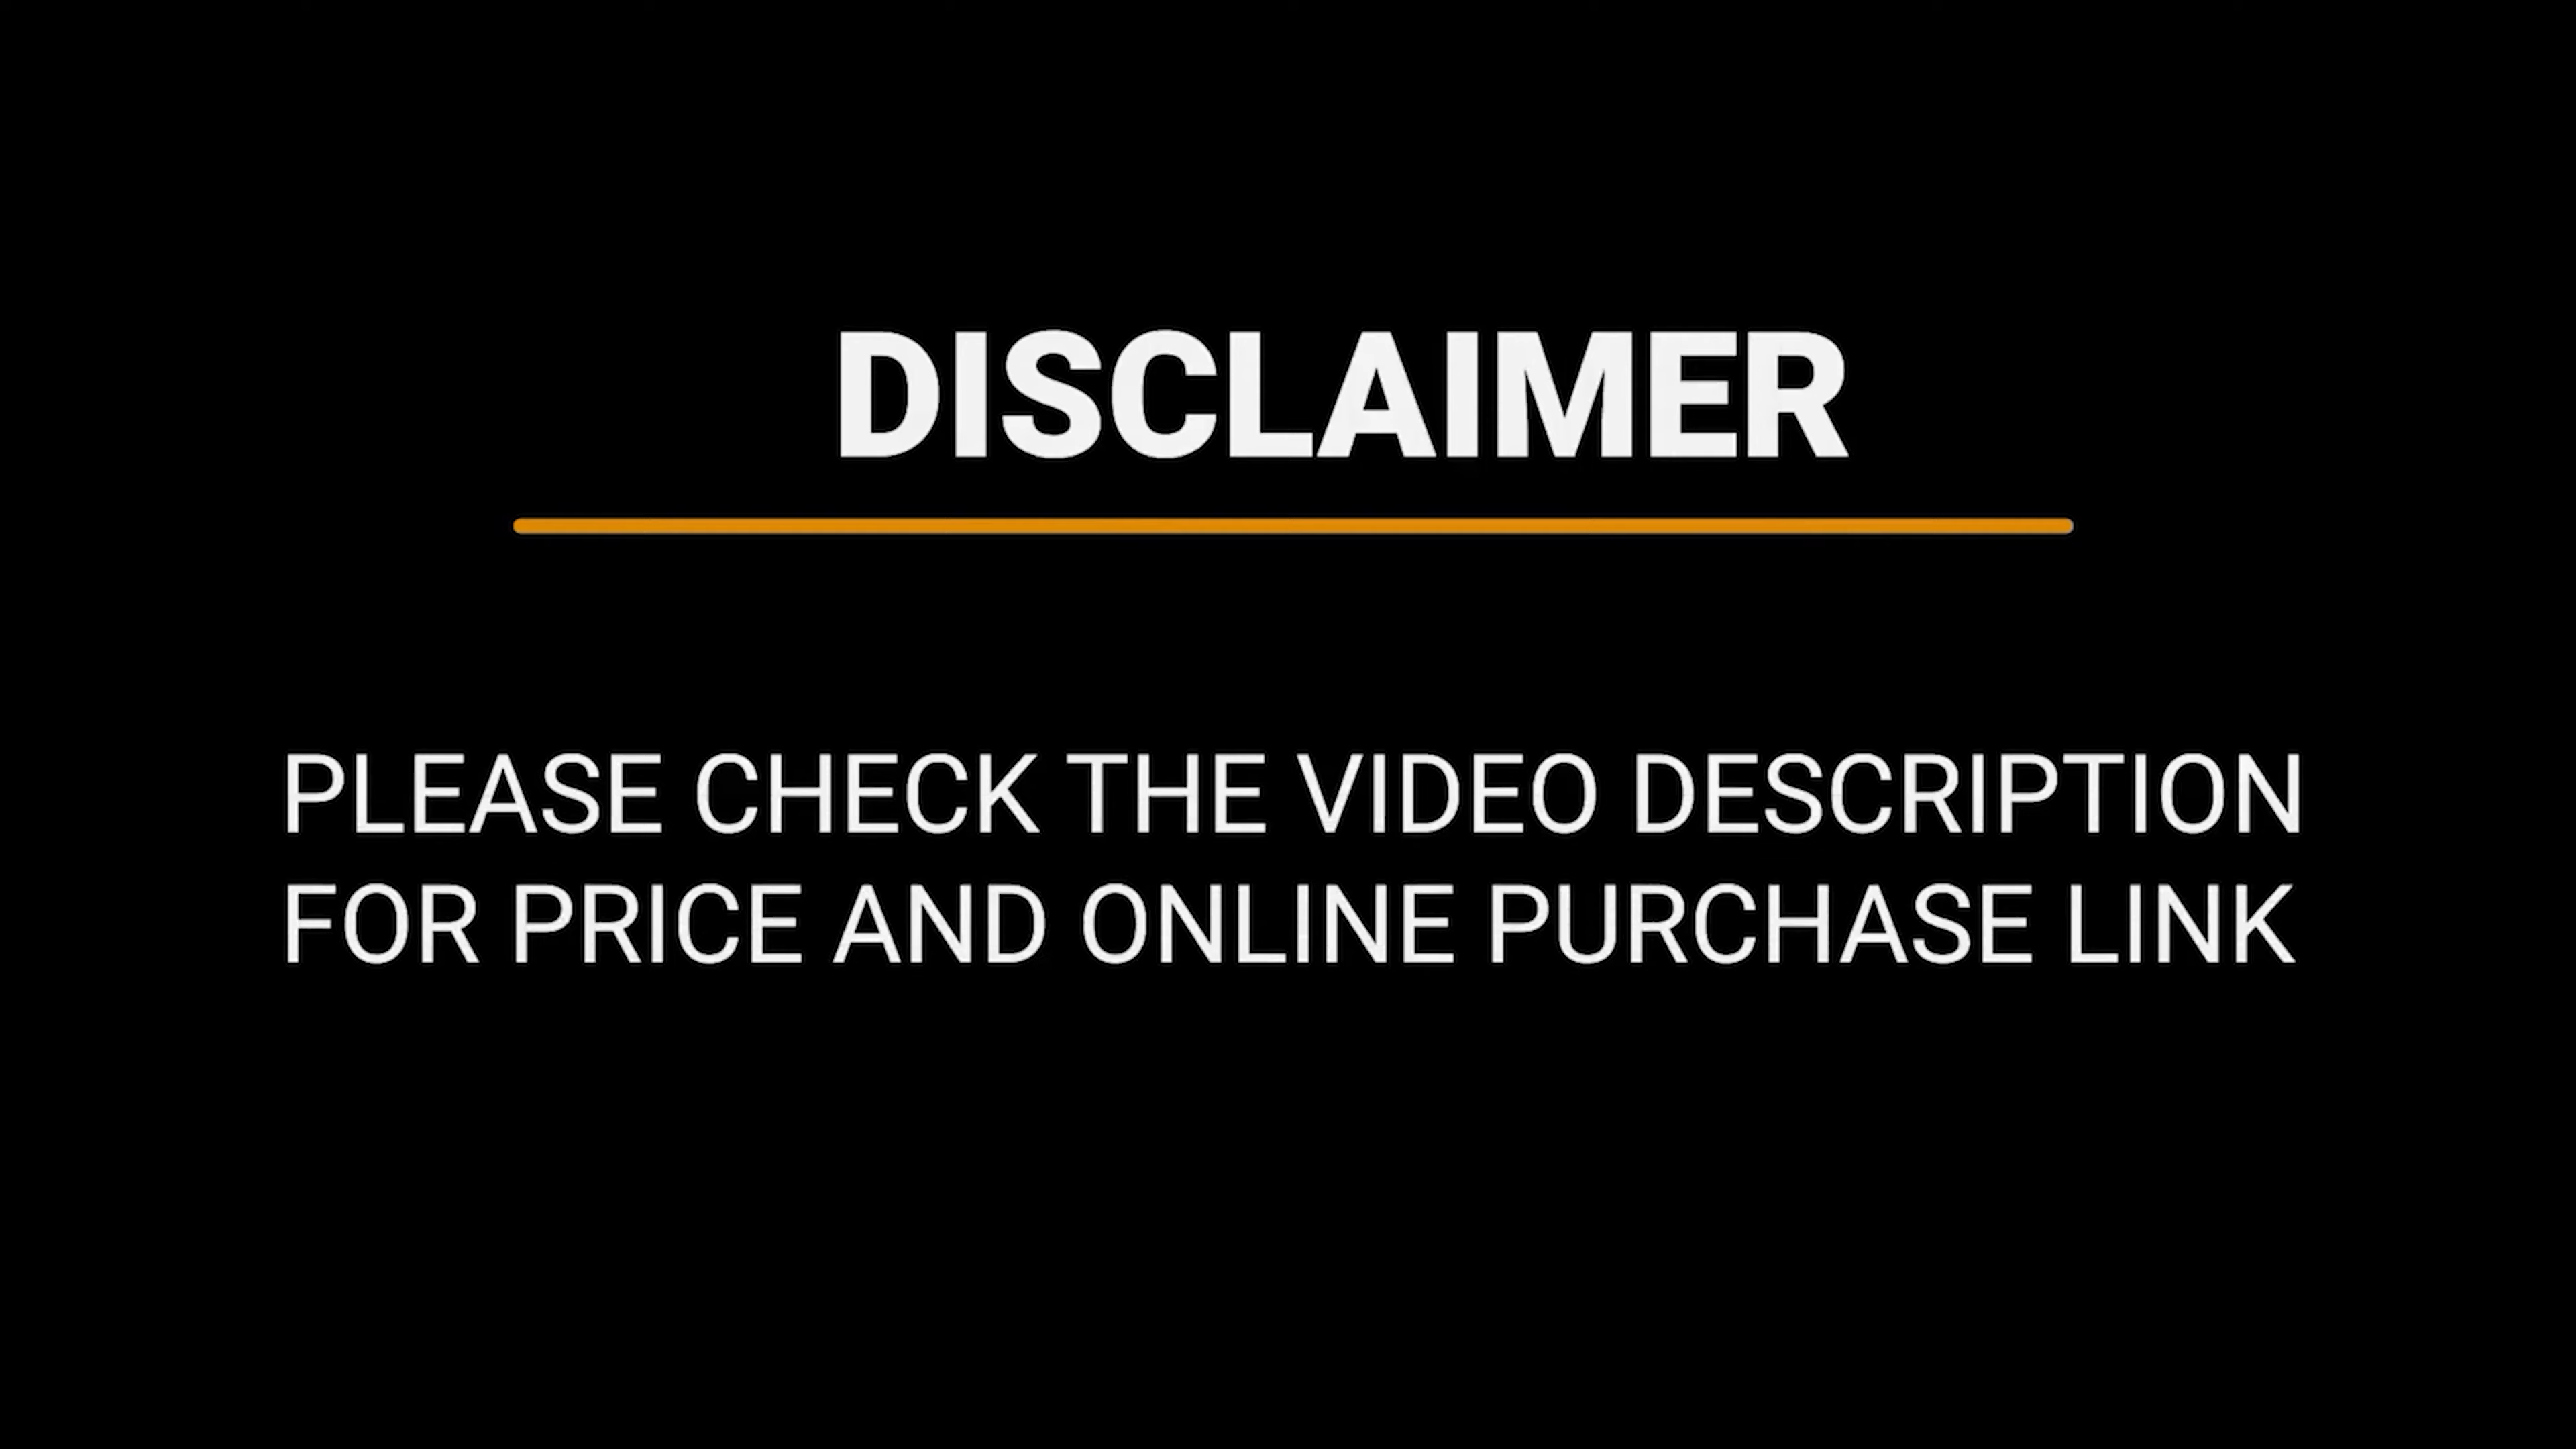 DISCLAIMER
PLEASE CHECK THE VIDEO DESCRIPTION
FOR PRICE AND ONLINE PURCHASE LINK